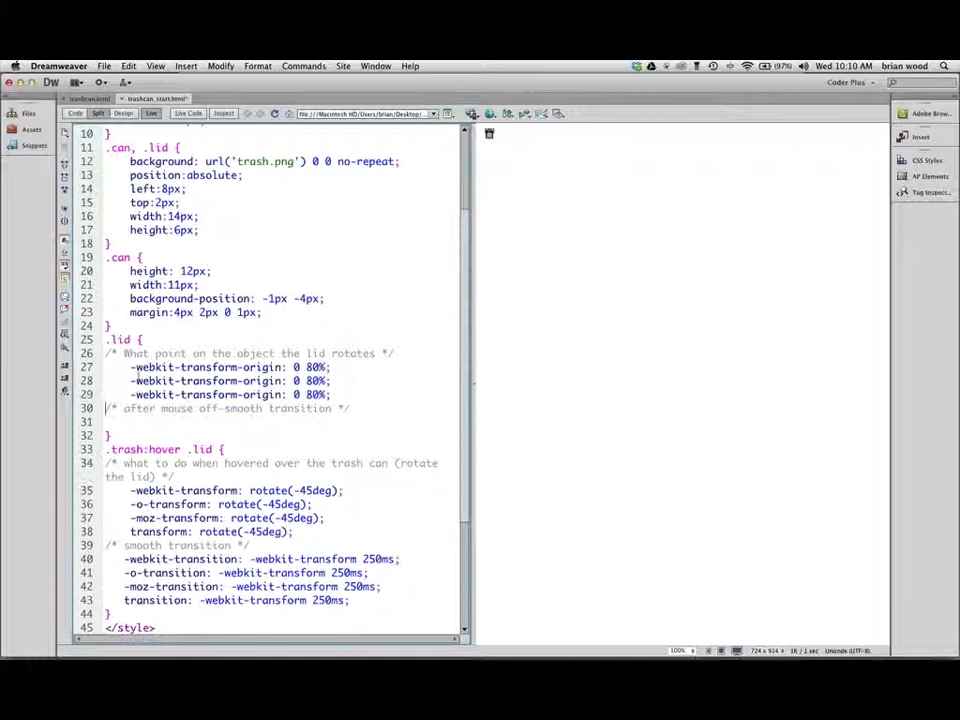 Dreamweaver File Edit View Insert Modify Format Commands Site Window Help (97%) Wed 10:10 AM brian wood
Dw Coder Plus
trashcan.html trashcan_start.html*
Code Split Design Live Live Code Inspect file:///Macintosh HD/Users/brian/Desktop/
Files
Assets
Snippets
Adobe Brow...
Insert
CSS Styles
AP Elements
Tag Inspect...
10 }
11 .can, .lid {
12 background: url('trash.png') 0 0 no-repeat;
13 position:absolute;
14 left:8px;
15 top:2px;
16 width:14px;
17 height:6px;
18 }
19 .can {
20 height: 12px;
21 width:11px;
22 background-position: -1px -4px;
23 margin:4px 2px 0 1px;
24 }
25 .lid {
26 /* What point on the object the lid rotates */
27 -webkit-transform-origin: 0 80%;
28 -webkit-transform-origin: 0 80%;
29 -webkit-transform-origin: 0 80%;
30 /* after mouse off-smooth transition */
31
32 }
33 .trash:hover .lid {
34 /* what to do when hovered over the trash can (rotate
the lid) */
35 -webkit-transform: rotate(-45deg);
36 -o-transform: rotate(-45deg);
37 -moz-transform: rotate(-45deg);
38 transform: rotate(-45deg);
39 /* smooth transition */
40 -webkit-transition: -webkit-transform 250ms;
41 -o-transition: -webkit-transform 250ms;
42 -moz-transition: -webkit-transform 250ms;
43 transition: -webkit-transform 250ms;
44 }
45 </style>
100% 724 x 914 1K / 1 sec Unicode (UTF-8)